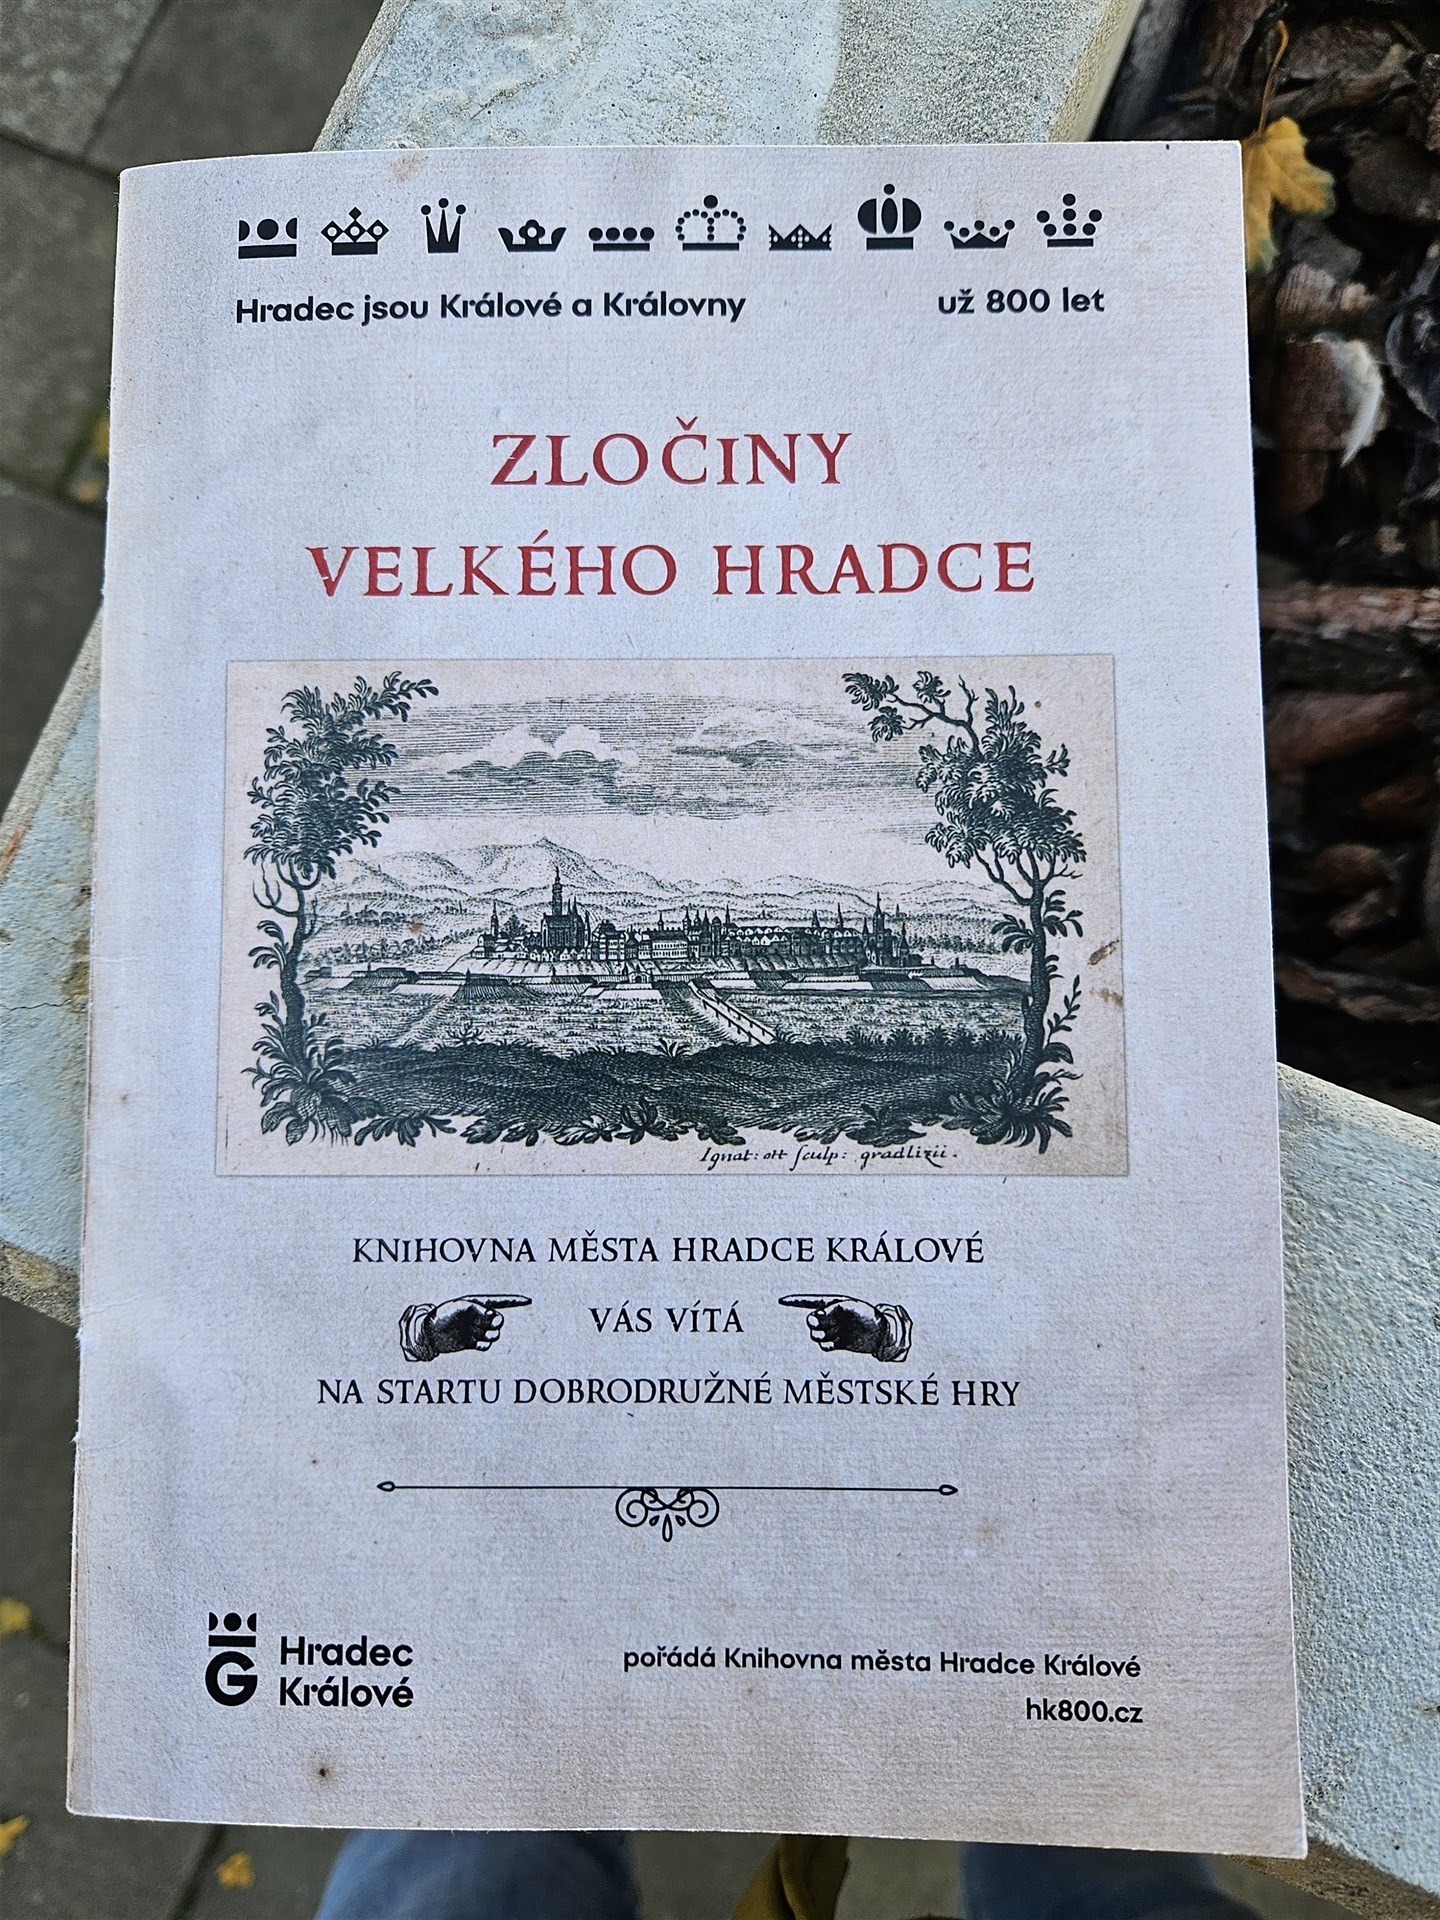 Hradec jsou Králové a Královny už 800 let
ZLOČINY
VELKÉHO HRADCE
Ignat: ott sculp: gradlizii.
KNIHOVNA MĚSTA HRADCE KRÁLOVÉ
VÁS VÍTÁ
NA STARTU DOBRODRUŽNÉ MĚSTSKÉ HRY
G Hradec
Králové
pořádá Knihovna města Hradce Králové
hk800.cz